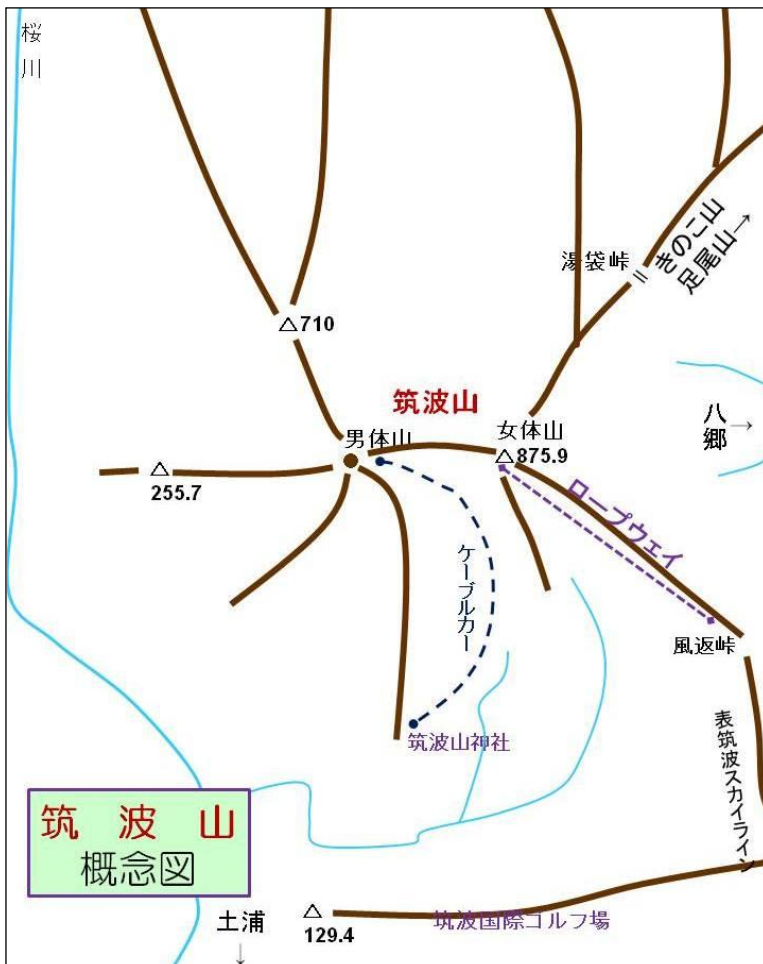 桜川
きのこ山
足尾山→
湯袋峠
△710
筑波山
八郷→
男体山
女体山
△875.9
△
255.7
ロープウェイ
ケーブルカー
風返峠
筑波山神社
表筑波スカイライン
筑 波 山
概念図
土浦
↓
△
129.4
筑波国際ゴルフ場